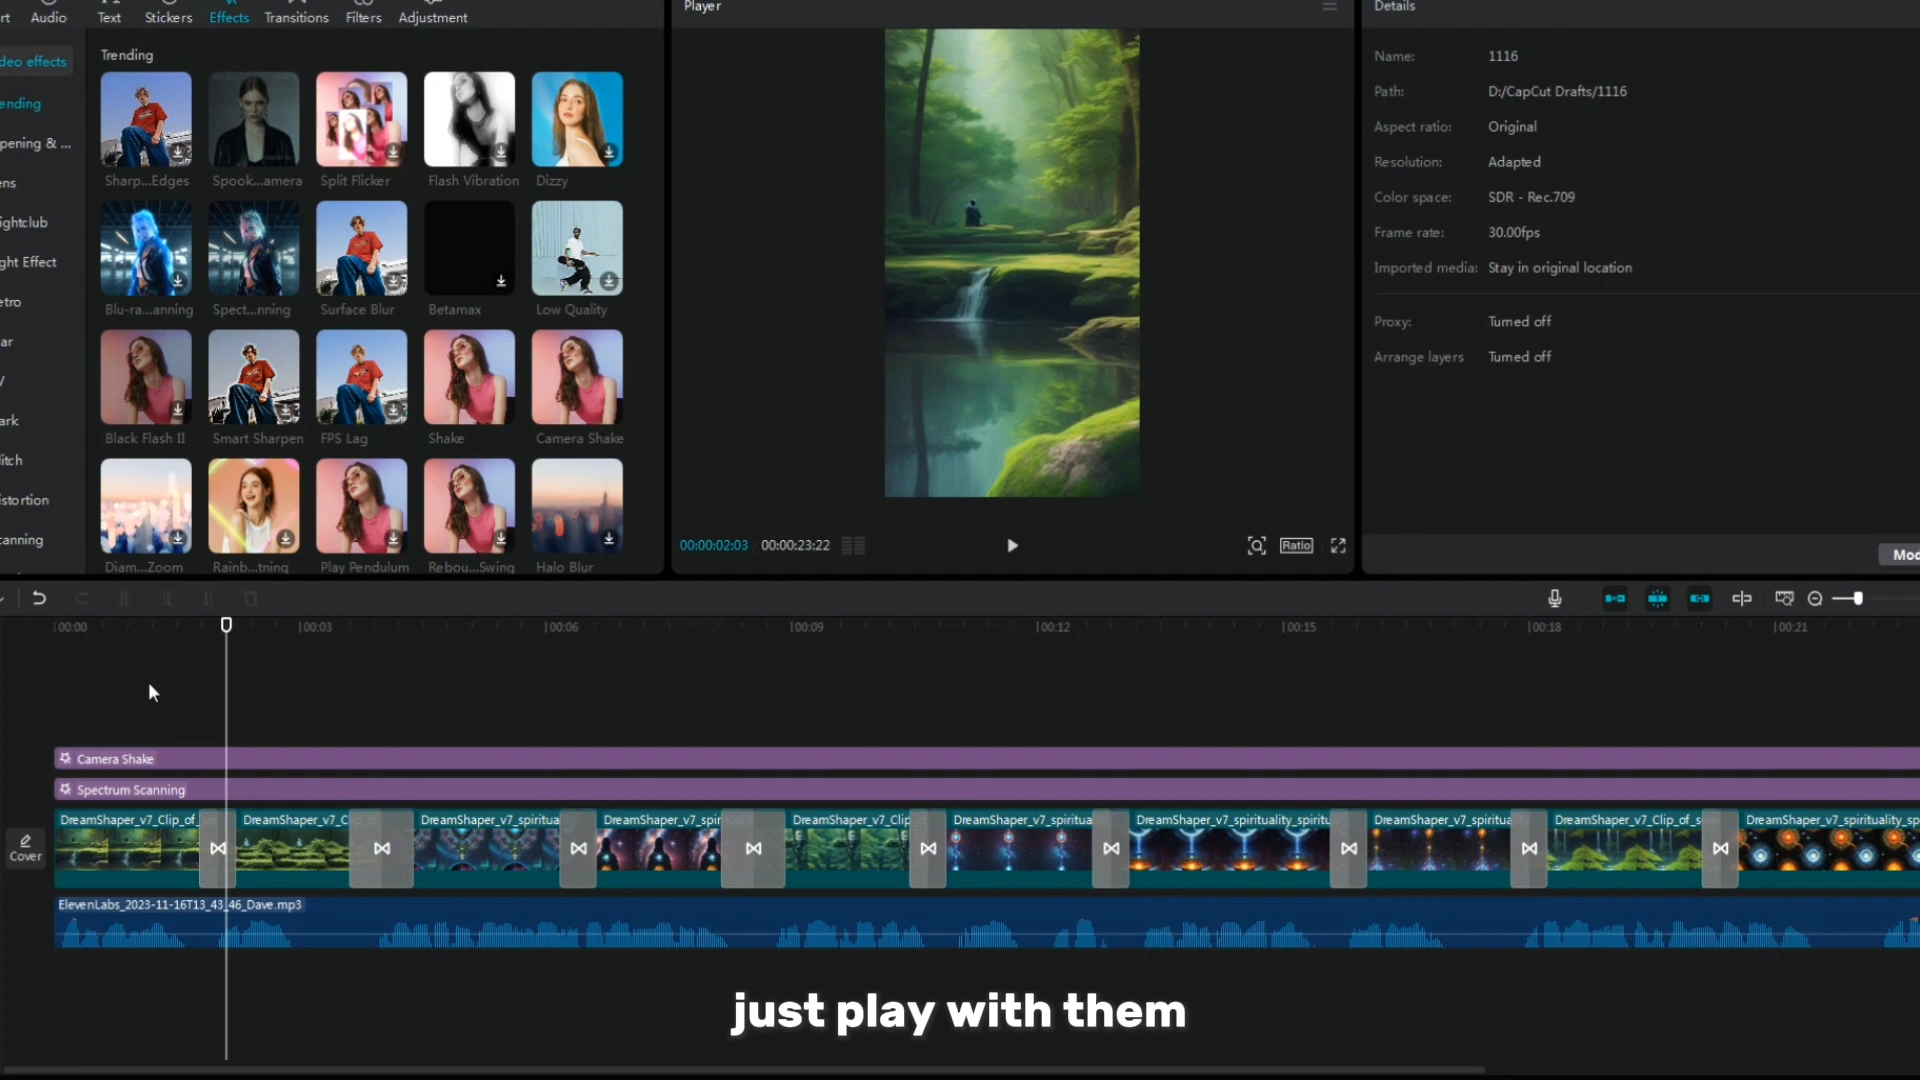 rt
Audio
Text
Stickers
Effects
Transitions
Filters
Adjustment
deo effects
ending
pening & ...
ens
ightclub
ght Effect
etro
ar
V
ark
litch
istortion
canning
Trending
Sharp...Edges
Spook...amera
Split Flicker
Flash Vibration
Dizzy
Blu-ra...anning
Spect...nning
Surface Blur
Betamax
Low Quality
Black Flash II
Smart Sharpen
FPS Lag
Shake
Camera Shake
Diam...Zoom
Rainb...tning
Play Pendulum
Rebou...Swing
Halo Blur
Player
00:00:02:03
00:00:23:22
Ratio
Details
Name: 1116
Path: D:/CapCut Drafts/1116
Aspect ratio: Original
Resolution: Adapted
Color space: SDR - Rec.709
Frame rate: 30.00fps
Imported media: Stay in original location
Proxy: Turned off
Arrange layers Turned off
Mod
00:00 00:03 00:06 00:09 00:12 00:15 00:18 00:21
Camera Shake
Spectrum Scanning
Cover
DreamShaper_v7_Clip_of_
DreamShaper_v7_C
DreamShaper_v7_spiritua
DreamShaper_v7_spir
DreamShaper_v7_Clip
DreamShaper_v7_spiritua
DreamShaper_v7_spirituality_spiritu
DreamShaper_v7_spiritua
DreamShaper_v7_Clip_of_s
DreamShaper_v7_spirituality_sp
ElevenLabs_2023-11-16T13_43_46_Dave.mp3
just play with them